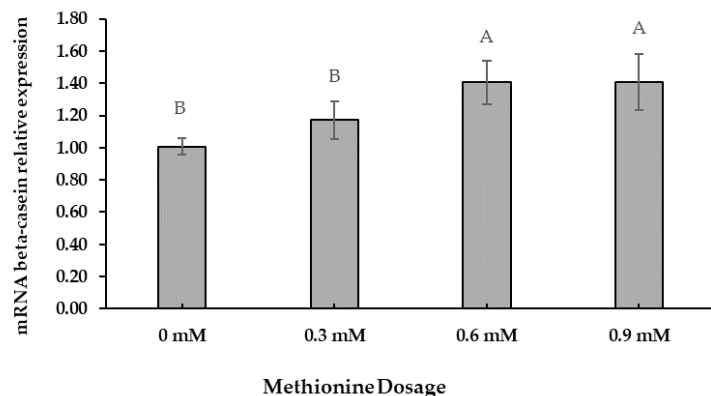 mRNA beta-casein relative expression
1.80
1.60
1.40
1.20
1.00
0.80
0.60
0.40
0.20
0.00
B
B
A
A
0 mM
0.3 mM
0.6 mM
0.9 mM
Methionine Dosage